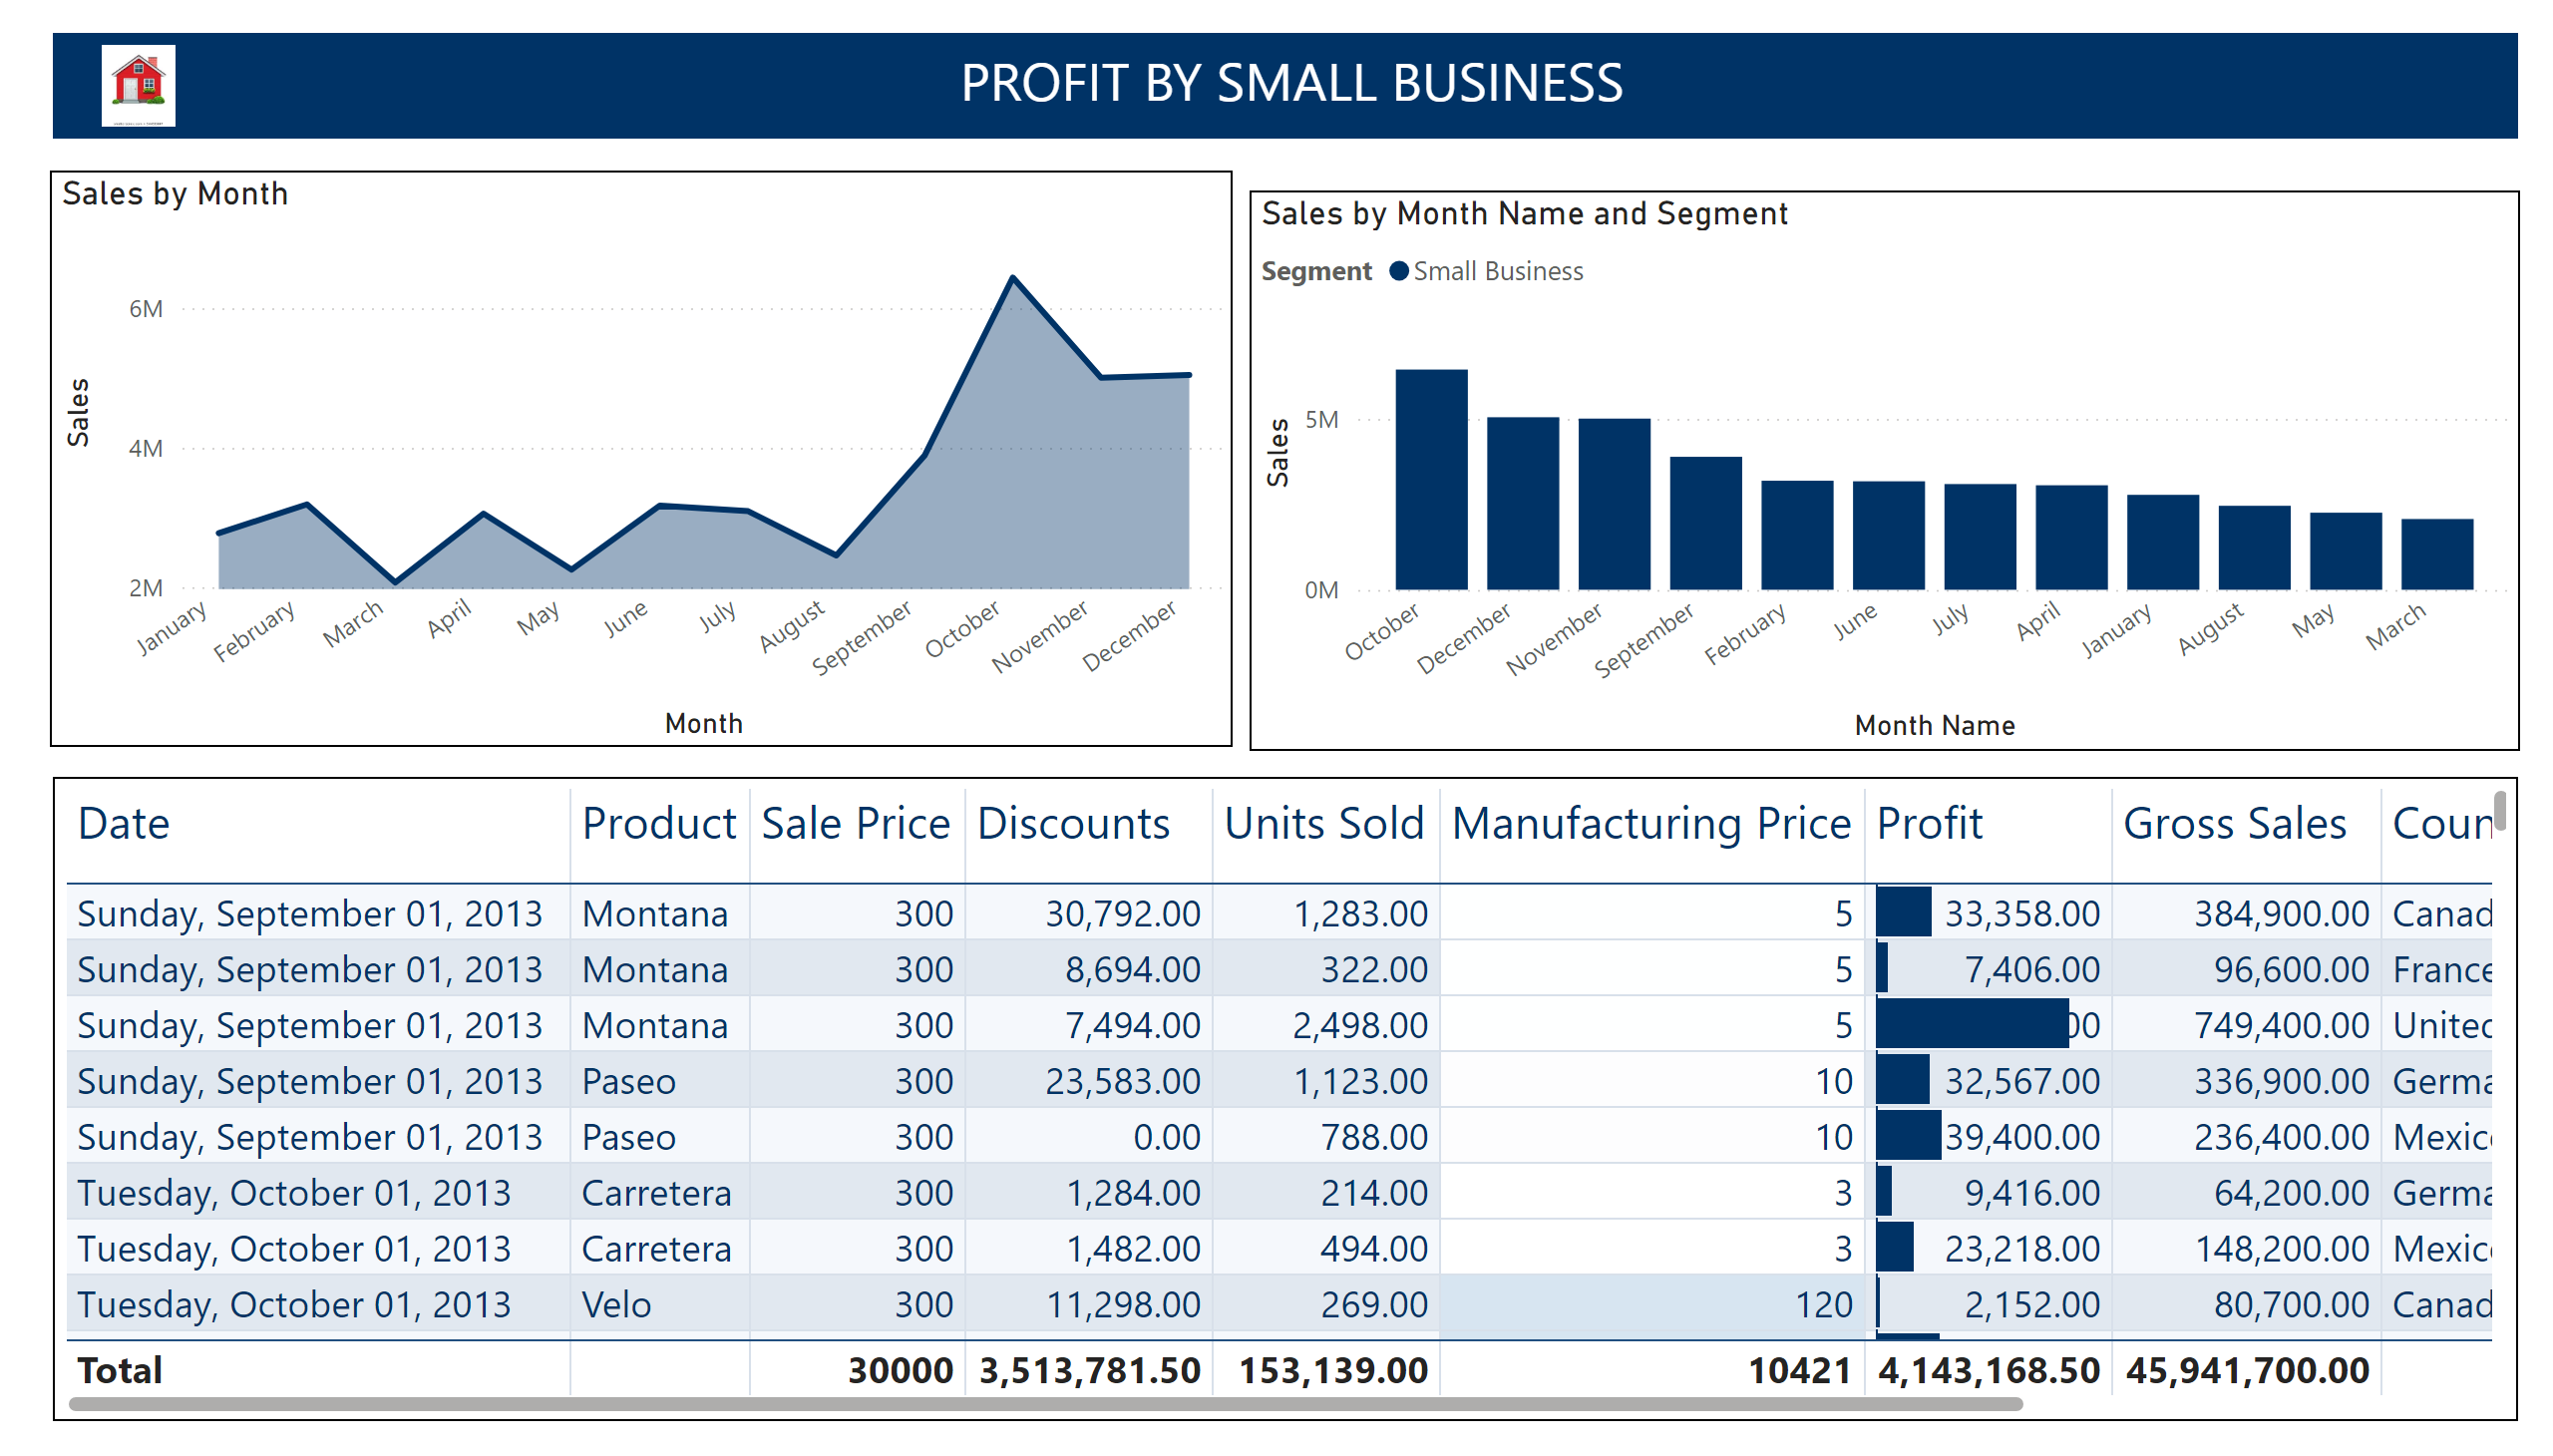 PROFIT BY SMALL BUSINESS
Sales by Month
Sales
6M
4M
2M
January February March April May June July August September October November December
Month
Sales by Month Name and Segment
Segment Small Business
Sales
5M
0M
October December November September February June July April January August May March
Month Name
Date Product Sale Price Discounts Units Sold Manufacturing Price Profit Gross Sales Coun
Sunday, September 01, 2013 Montana 300 30,792.00 1,283.00 5 33,358.00 384,900.00 Canad
Sunday, September 01, 2013 Montana 300 8,694.00 322.00 5 7,406.00 96,600.00 France
Sunday, September 01, 2013 Montana 300 7,494.00 2,498.00 5 00 749,400.00 United
Sunday, September 01, 2013 Paseo 300 23,583.00 1,123.00 10 32,567.00 336,900.00 Germa
Sunday, September 01, 2013 Paseo 300 0.00 788.00 10 39,400.00 236,400.00 Mexic
Tuesday, October 01, 2013 Carretera 300 1,284.00 214.00 3 9,416.00 64,200.00 Germa
Tuesday, October 01, 2013 Carretera 300 1,482.00 494.00 3 23,218.00 148,200.00 Mexic
Tuesday, October 01, 2013 Velo 300 11,298.00 269.00 120 2,152.00 80,700.00 Canad
Total 30000 3,513,781.50 153,139.00 10421 4,143,168.50 45,941,700.00